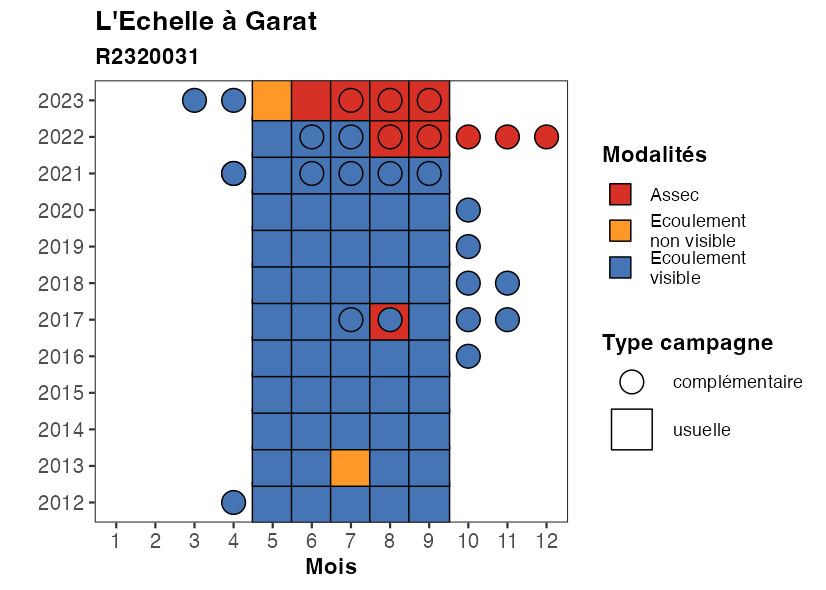 L'Echelle à Garat
R2320031
2023
2022
2021
2020
2019
2018
2017
2016
2015
2014
2013
2012
1 2 3 4 5 6 7 8 9 10 11 12
Mois
Modalités
Assec
Ecoulement
non visible
Ecoulement
visible
Type campagne
complémentaire
usuelle